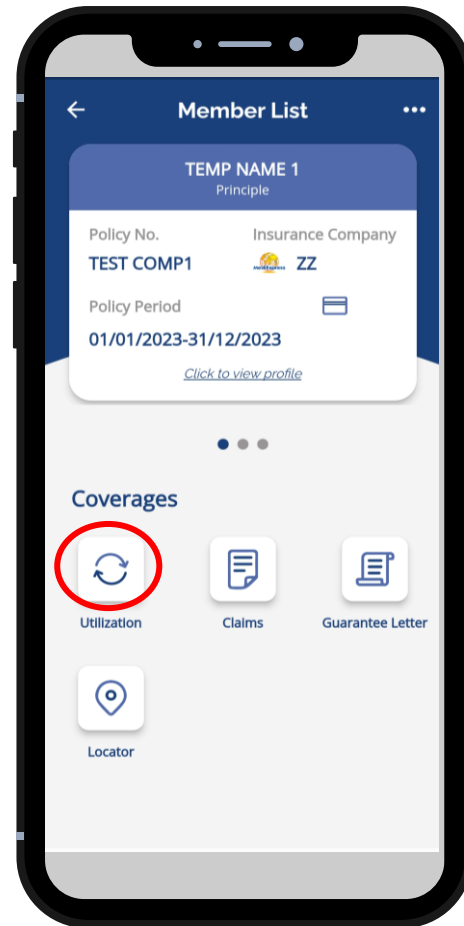 Member List
TEMP NAME 1
Principle
Policy No. Insurance Company
TEST COMP1 ZZ
Policy Period
01/01/2023-31/12/2023
Click to view profile
Coverages
Utilization Claims Guarantee Letter
Locator